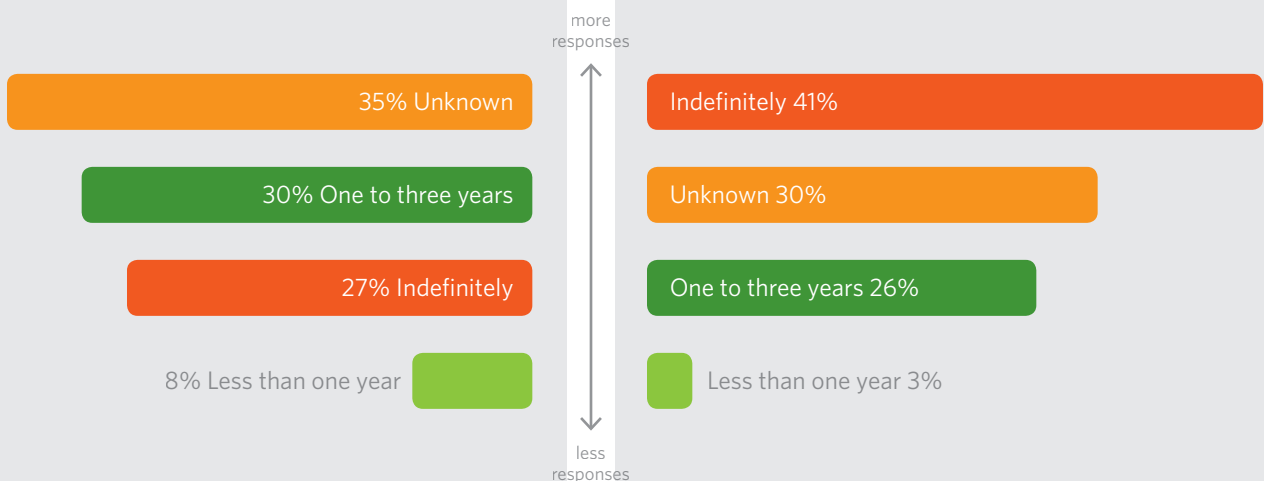 more
responses
35% Unknown
Indefinitely 41%
30% One to three years
Unknown 30%
27% Indefinitely
One to three years 26%
8% Less than one year
Less than one year 3%
less
responses